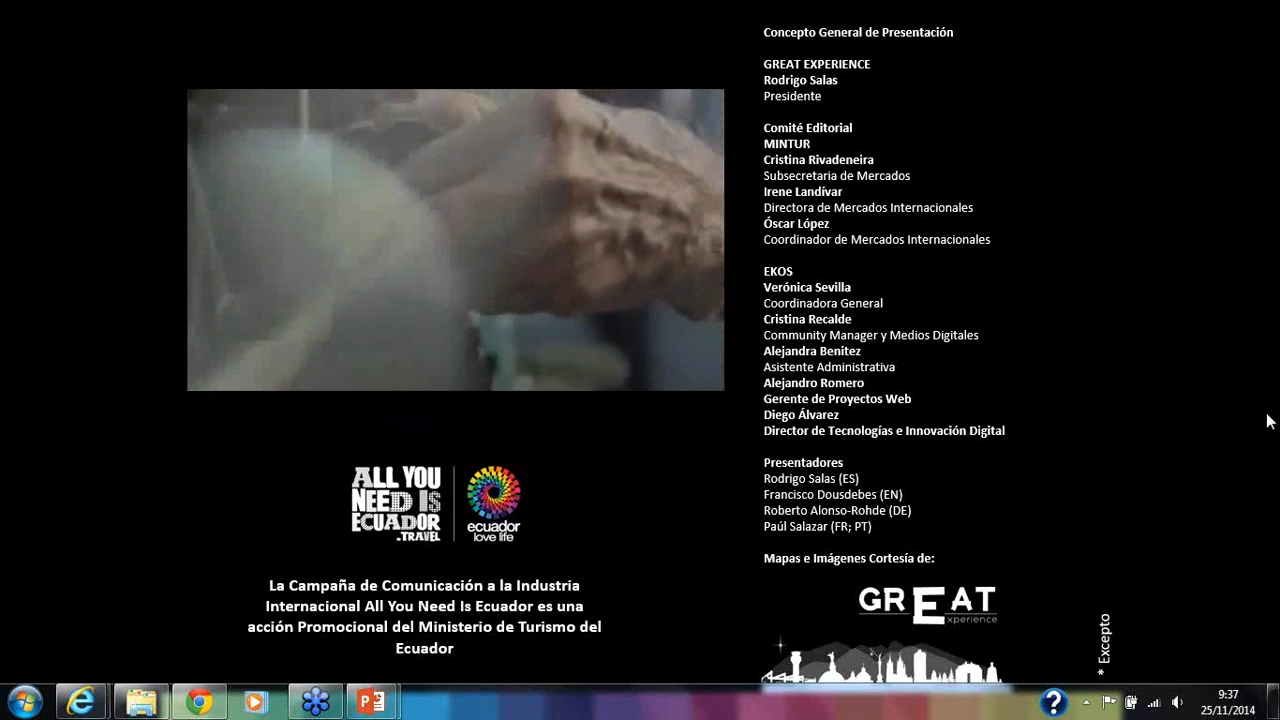 Concepto General de Presentación
GREAT EXPERIENCE
Rodrigo Salas
Presidente
Comité Editorial
MINTUR
Cristina Rivadeneira
Subsecretaria de Mercados
Irene Landívar
Directora de Mercados Internacionales
Óscar López
Coordinador de Mercados Internacionales
EKOS
Verónica Sevilla
Coordinadora General
Cristina Recalde
Community Manager y Medios Digitales
Alejandra Benitez
Asistente Administrativa
Alejandro Romero
Gerente de Proyectos Web
Diego Álvarez
Director de Tecnologías e Innovación Digital
Presentadores
Rodrigo Salas (ES)
Francisco Dousdebes (EN)
Roberto Alonso-Rohde (DE)
Paúl Salazar (FR; PT)
Mapas e Imágenes Cortesía de:
GREAT
xperience
* Excepto
ALL YOU
NEED IS
ECUADOR
.TRAVEL
ecuador
love life
La Campaña de Comunicación a la Industria
Internacional All You Need Is Ecuador es una
acción Promocional del Ministerio de Turismo del
Ecuador
9:37
25/11/2014